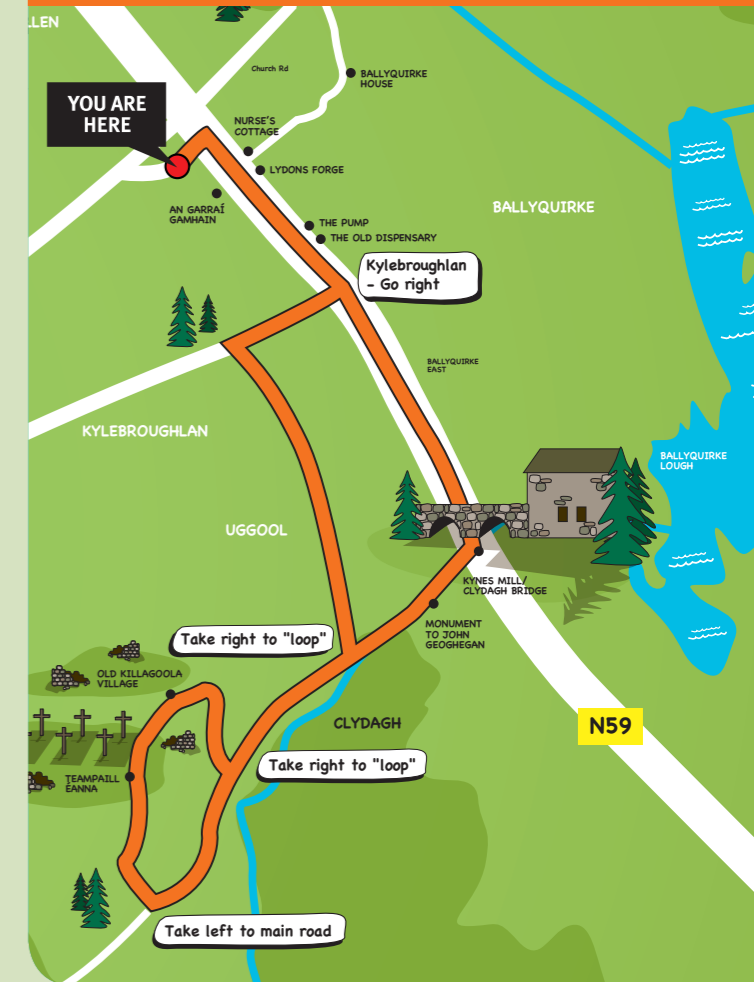 LLEN
Church Rd
BALLYQUIRKE
HOUSE
YOU ARE
HERE
NURSE'S
COTTAGE
LYDONS FORGE
AN GARRAÍ
GAMHAIN
BALLYQUIRKE
THE PUMP
THE OLD DISPENSARY
Kylebroughlan
- Go right
BALLYQUIRKE
EAST
KYLEBROUGHLAN
BALLYQUIRKE
LOUGH
UGGOOL
KYNES MILL/
CLYDAGH BRIDGE
MONUMENT
TO JOHN
GEOGHEGAN
Take right to "loop"
OLD KILLAGOOLA
VILLAGE
CLYDAGH
N59
Take right to "loop"
TEAMPAILL
ÉANNA
Take left to main road